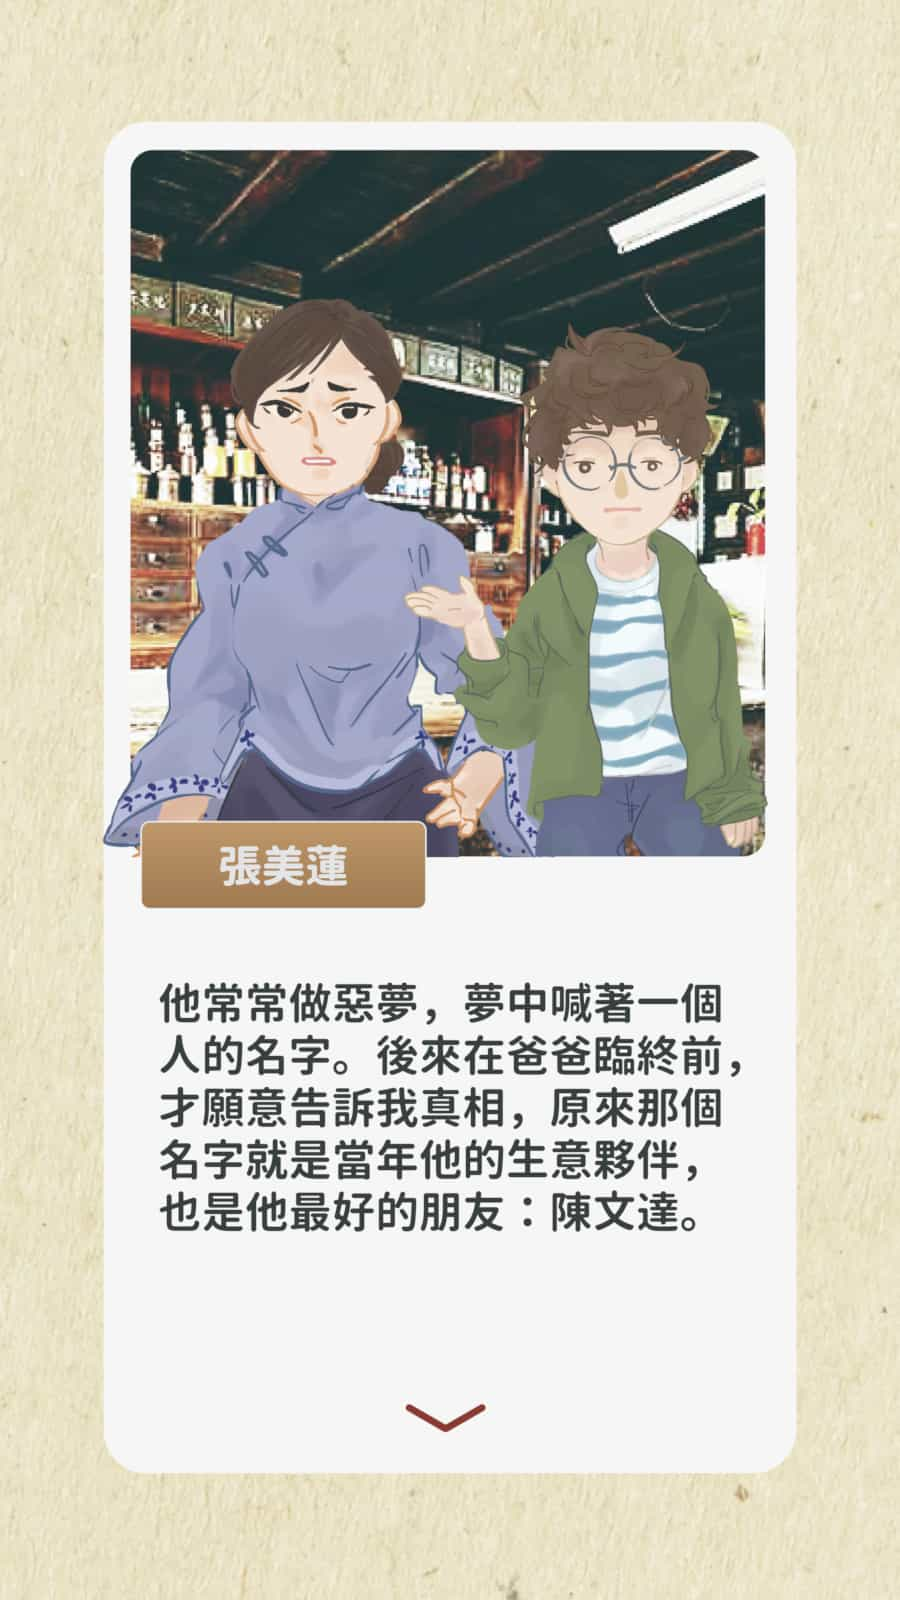 張美蓮
他常常做惡夢，夢中喊著一個
人的名字。後來在爸爸臨終前，
才願意告訴我真相，原來那個
名字就是當年他的生意夥伴，
也是他最好的朋友：陳文達。